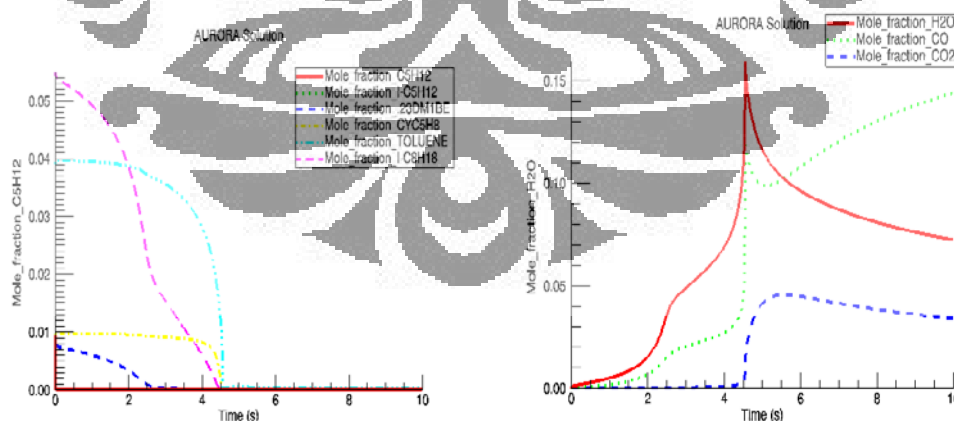 AURORA Solution
Mole_fraction_C5H12
Mole_fraction_I-C5H12
Mole_fraction_23DM1BE
Mole_fraction_CYC5H8
Mole_fraction_TOLUENE
Mole_fraction_I-C8H18
Mole_fraction_C5H12
0.05
0.04
0.03
0.02
0.01
0.00
0 2 4 6 8 10
Time (s)
AURORA Solution
Mole_fraction_H2O
Mole_fraction_CO
Mole_fraction_CO2
Mole_fraction_H2O
0.15
0.10
0.05
0.00
0 2 4 6 8 10
Time (s)